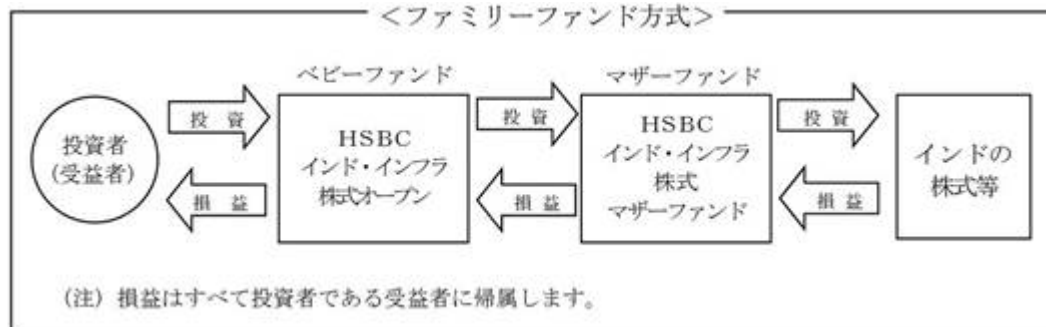 ＜ファミリーファンド方式＞
ベビーファンド
マザーファンド
投資者
(受益者)
投 資
損 益
HSBC
インド・インフラ
株式オープン
投 資
損 益
HSBC
インド・インフラ
株式
マザーファンド
投 資
損 益
インドの
株式等
(注) 損益はすべて投資者である受益者に帰属します。